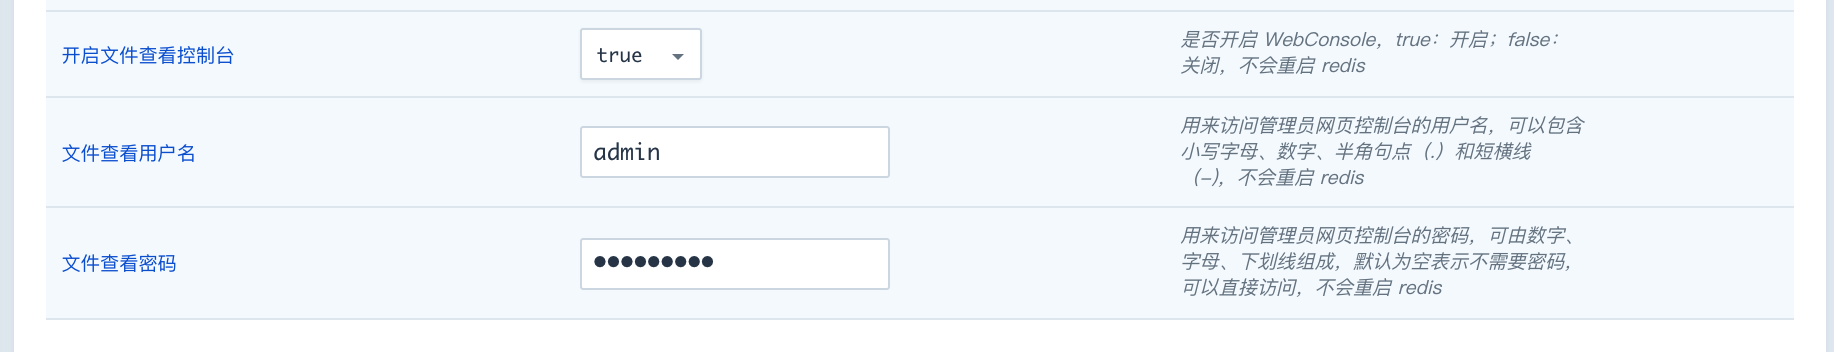 开启文件查看控制台
true
是否开启 WebConsole，true：开启；false：
关闭，不会重启 redis
文件查看用户名
admin
用来访问管理员网页控制台的用户名，可以包含
小写字母、数字、半角句点（.）和短横线
（-)，不会重启 redis
文件查看密码
●●●●●●●●●
用来访问管理员网页控制台的密码，可由数字、
字母、下划线组成，默认为空表示不需要密码，
可以直接访问，不会重启 redis